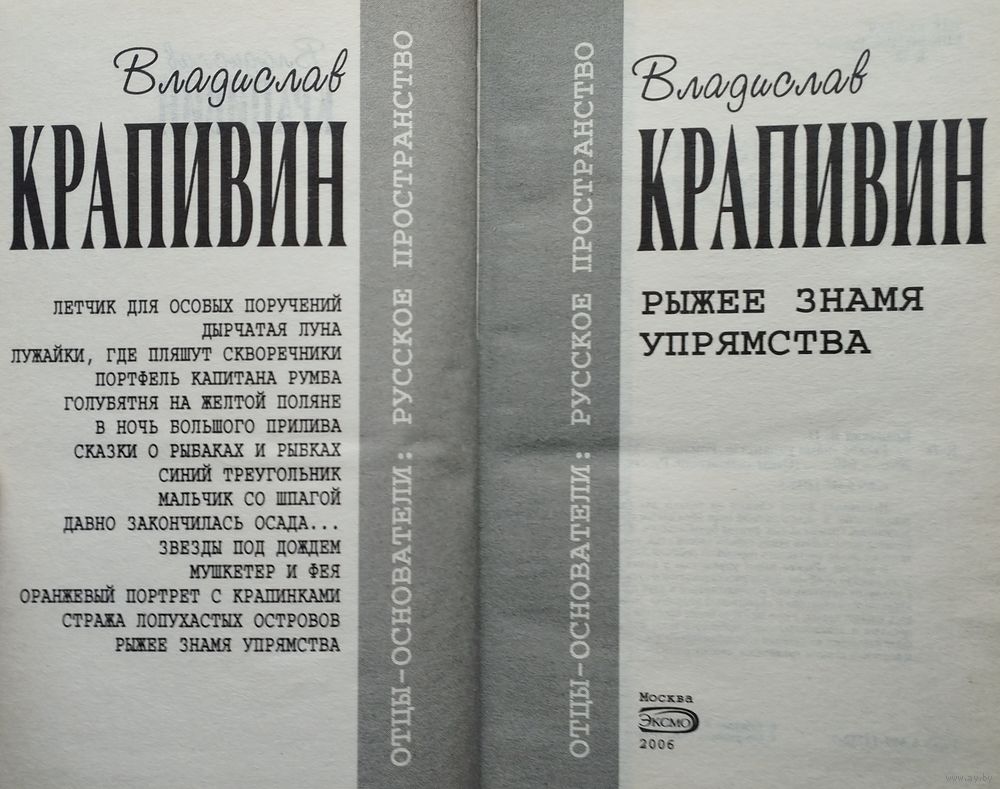 Владислав
КРАПИВИН
ЛЕТЧИК ДЛЯ ОСОБЫХ ПОРУЧЕНИЙ
ДЫРЧАТАЯ ЛУНА
ЛУЖАЙКИ, ГДЕ ПЛЯШУТ СКВОРЕЧНИКИ
ПОРТФЕЛЬ КАПИТАНА РУМБА
ГОЛУБЯТНЯ НА ЖЕЛТОЙ ПОЛЯНЕ
В НОЧЬ БОЛЬШОГО ПРИЛИВА
СКАЗКИ О РЫБАКАХ И РЫБКАХ
СИНИЙ ТРЕУГОЛЬНИК
МАЛЬЧИК СО ШПАГОЙ
ДАВНО ЗАКОНЧИЛАСЬ ОСАДА...
ЗВЕЗДЫ ПОД ДОЖДЕМ
МУШКЕТЕР И ФЕЯ
ОРАНЖЕВЫЙ ПОРТРЕТ С КРАПИНКАМИ
СТРАЖА ЛОПУХАСТЫХ ОСТРОВОВ
РЫЖЕЕ ЗНАМЯ УПРЯМСТВА
ОТЦЫ-ОСНОВАТЕЛИ: РУССКОЕ ПРОСТРАНСТВО
ОТЦЫ-ОСНОВАТЕЛИ: РУССКОЕ ПРОСТРАНСТВО
Владислав
КРАПИВИН
РЫЖЕЕ ЗНАМЯ
УПРЯМСТВА
Москва
ЭКСМО
2006
www.ay.by